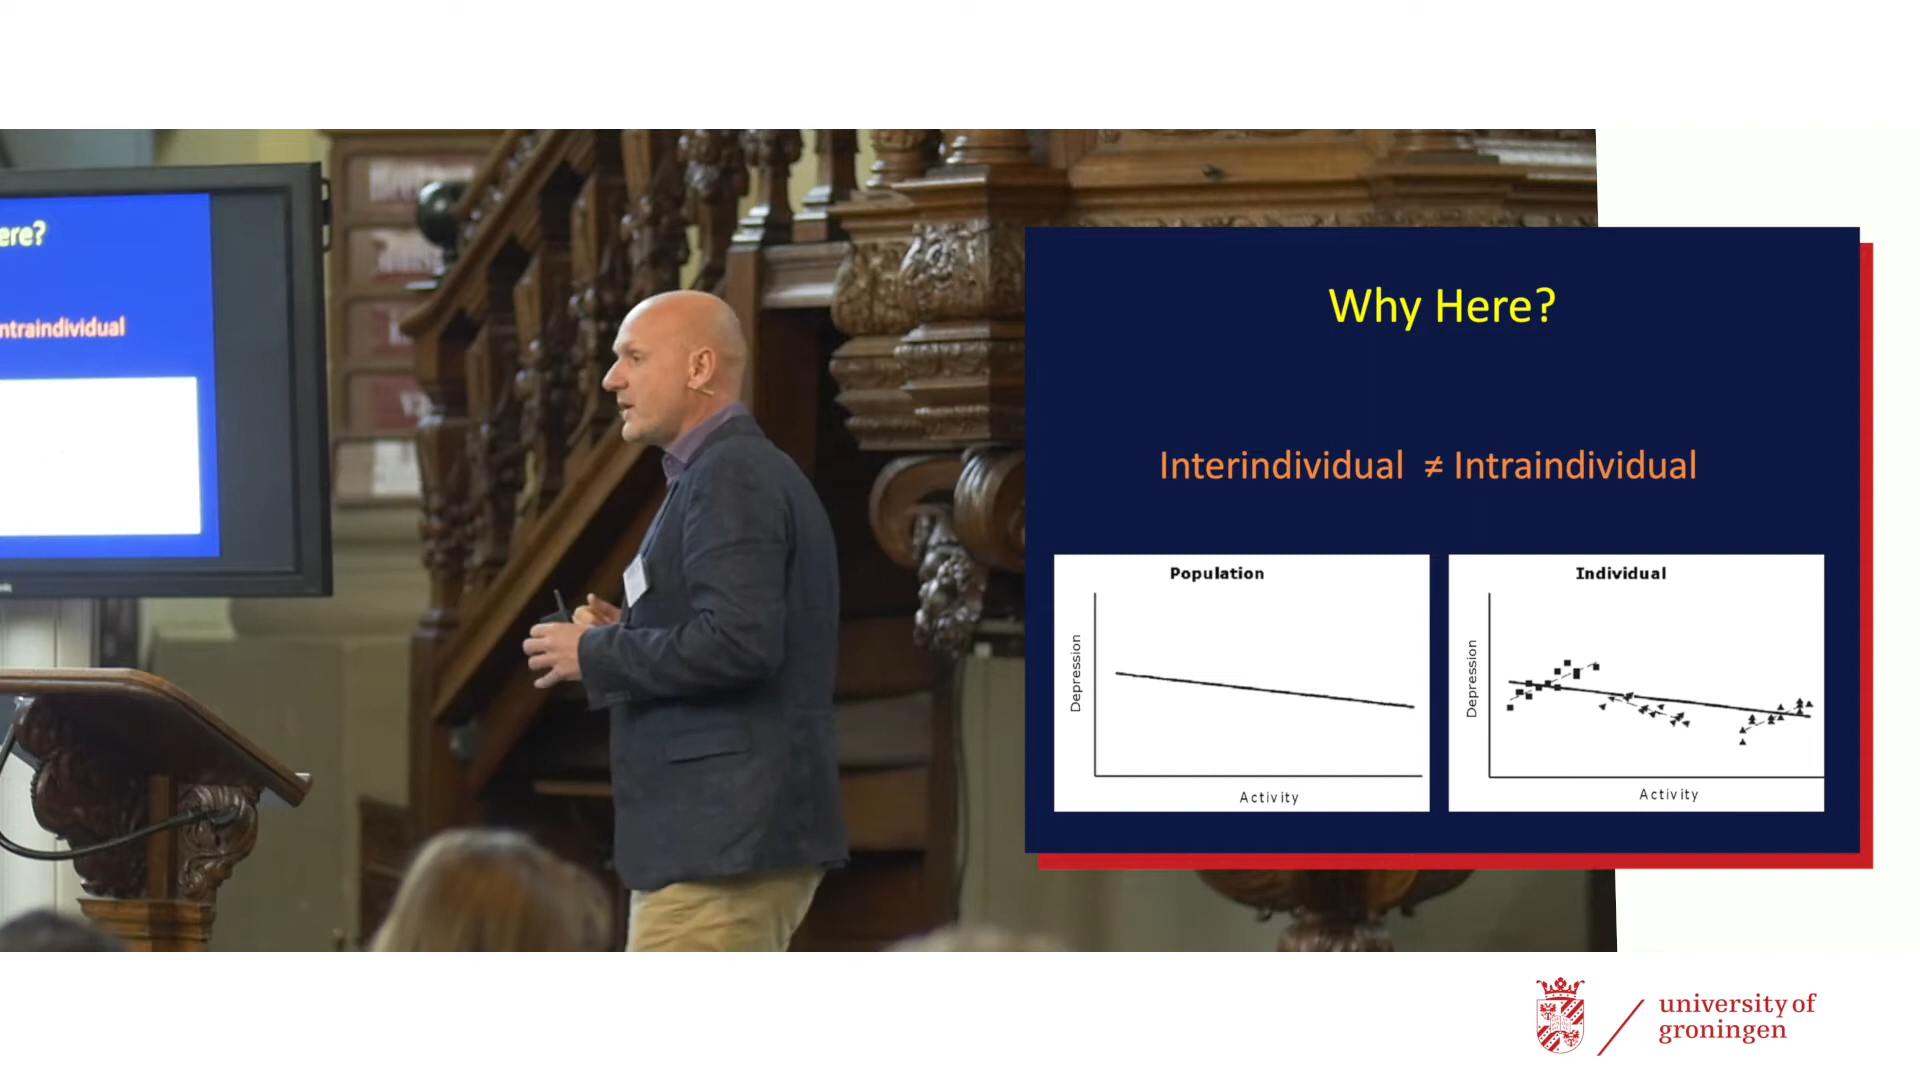 ere?
ntraindividual
Why Here?
Interindividual ≠ Intraindividual
Population
Depression
Activity
Individual
Depression
Activity
university of
groningen